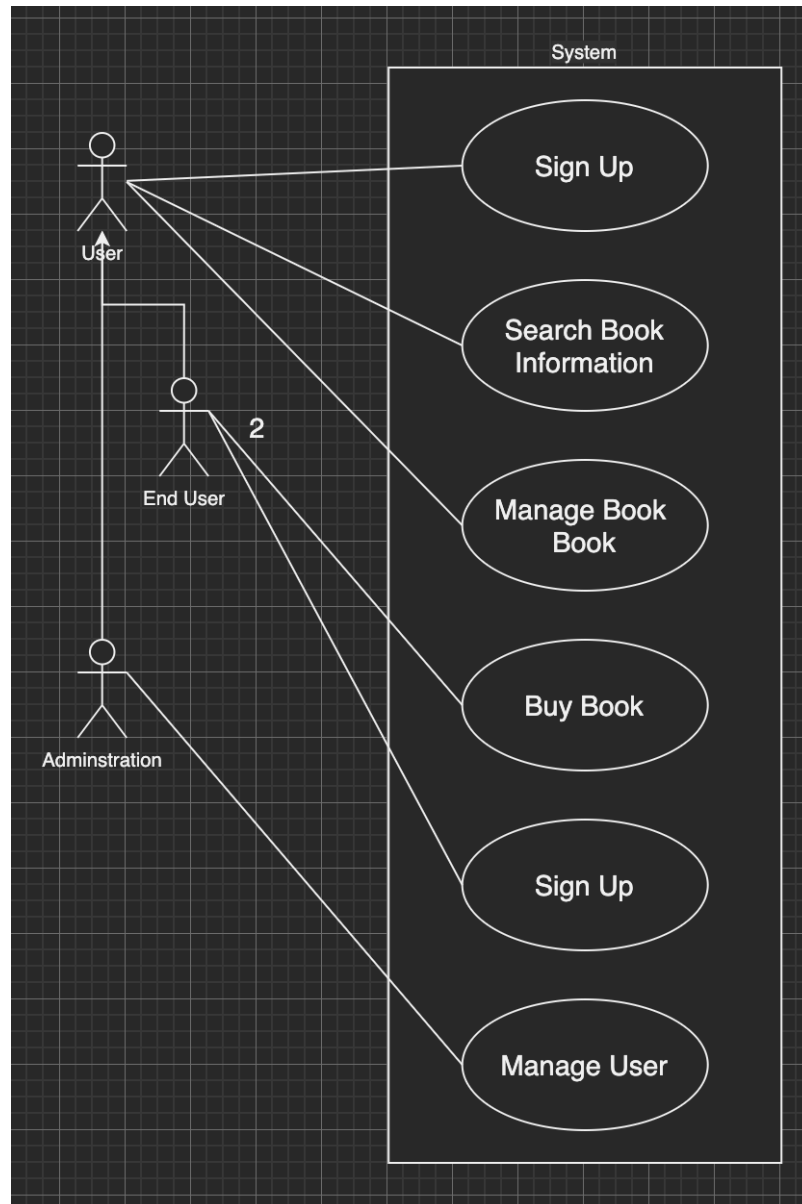 System
Sign Up
User
Search Book
Information
2
End User
Manage Book
Book
Buy Book
Adminstration
Sign Up
Manage User